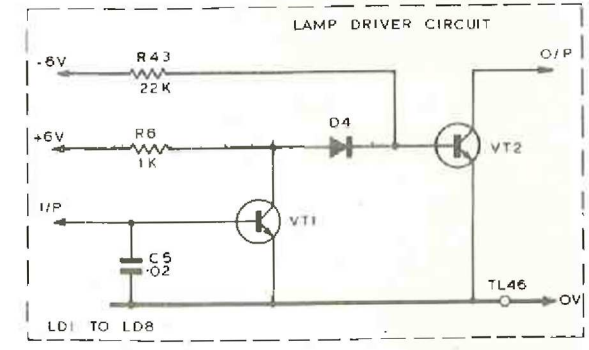 LAMP DRIVER CIRCUIT
-6V
R43
22K
O/P
+6V
R6
1K
D4
VT2
I/P
VT1
C5
.02
TL46
0V
LD1 TO LD8